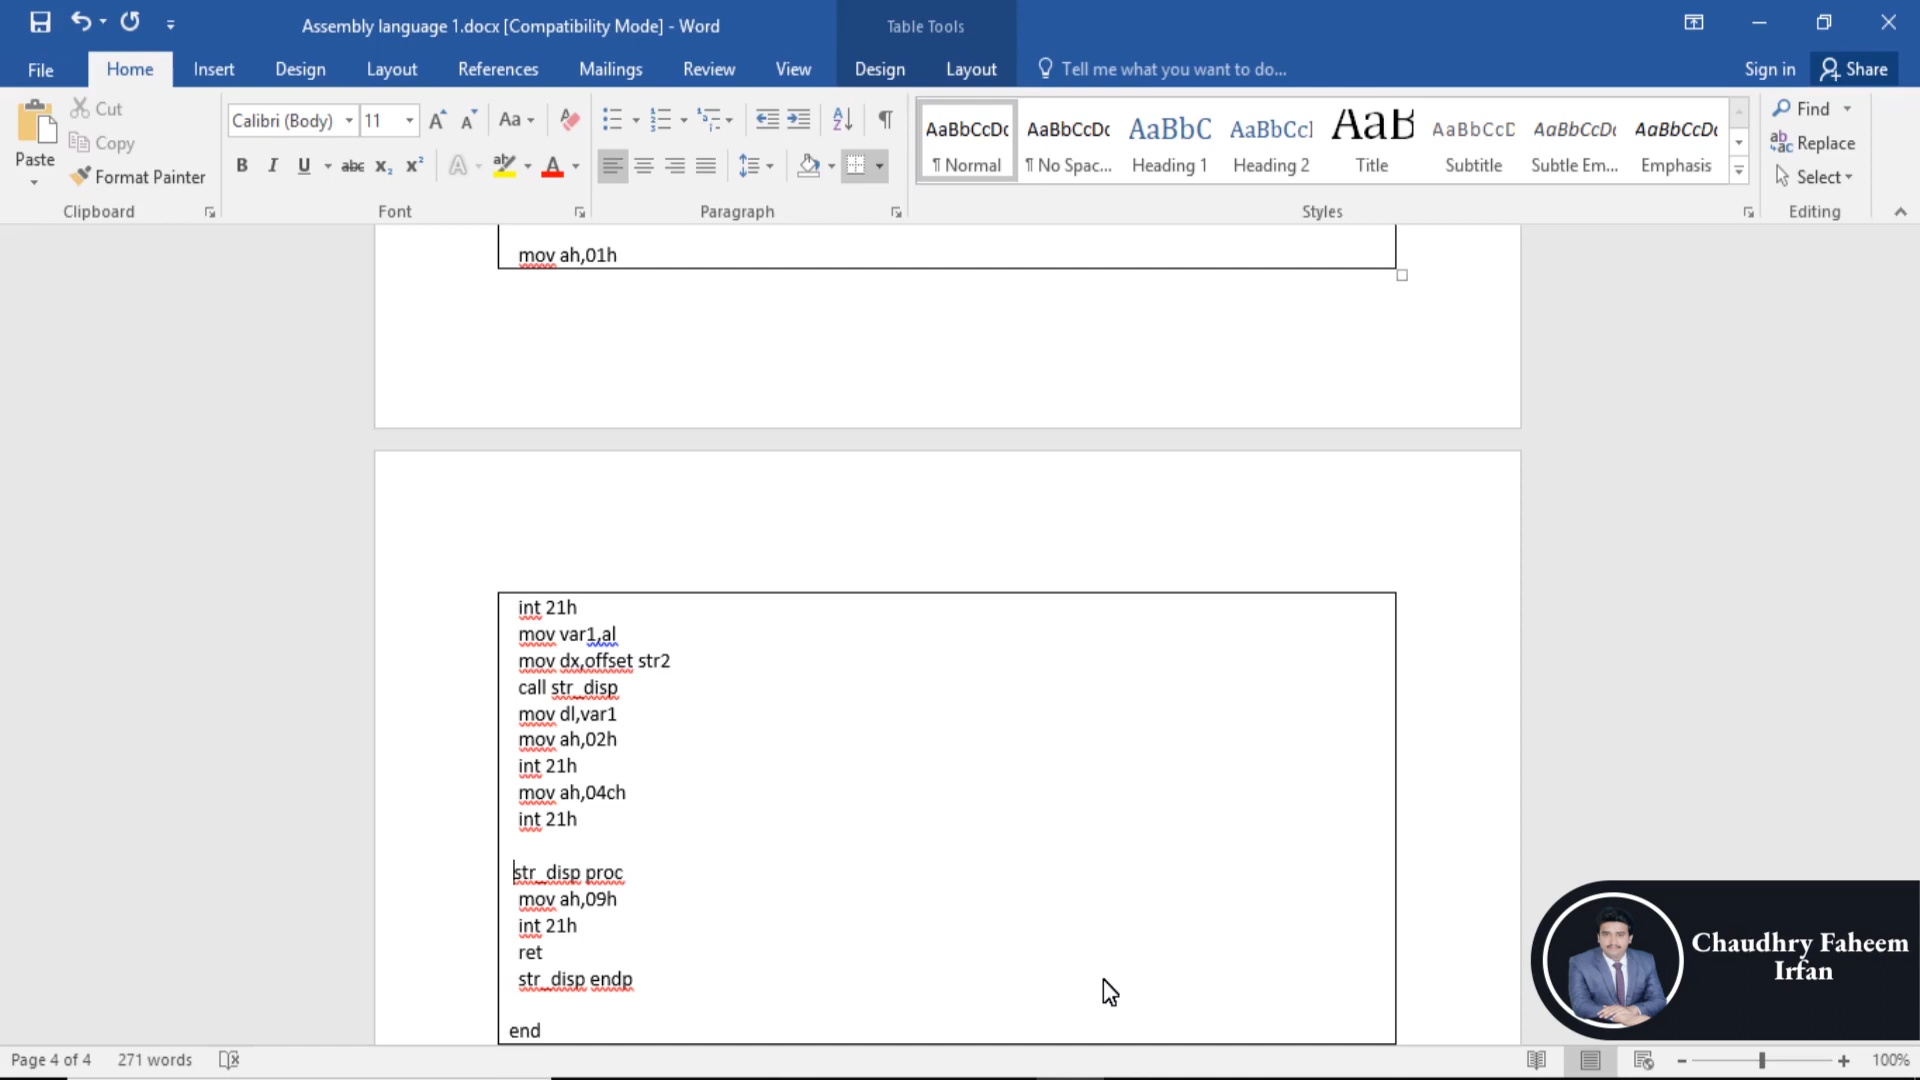 Assembly language 1.docx [Compatibility Mode] - Word
Table Tools
File
Home
Insert
Design
Layout
References
Mailings
Review
View
Design
Layout
Tell me what you want to do...
Sign in
Share
Paste
Cut
Copy
Format Painter
Clipboard
Calibri (Body)
11
Aa
B I U abc x₂ x² A ab A
Font
Paragraph
AaBbCcDc
¶ Normal
AaBbCcDc
¶ No Spac...
AaBbC
Heading 1
AaBbCcI
Heading 2
AaB
Title
AaBbCcD
Subtitle
AaBbCcDc
Subtle Em...
AaBbCcDc
Emphasis
Styles
Find
Replace
Select
Editing
mov ah,01h
int 21h
mov var1,al
mov dx,offset str2
call str_disp
mov dl,var1
mov ah,02h
int 21h
mov ah,04ch
int 21h
str_disp proc
mov ah,09h
int 21h
ret
str_disp endp
end
Chaudhry Faheem
Irfan
Page 4 of 4
271 words
100%